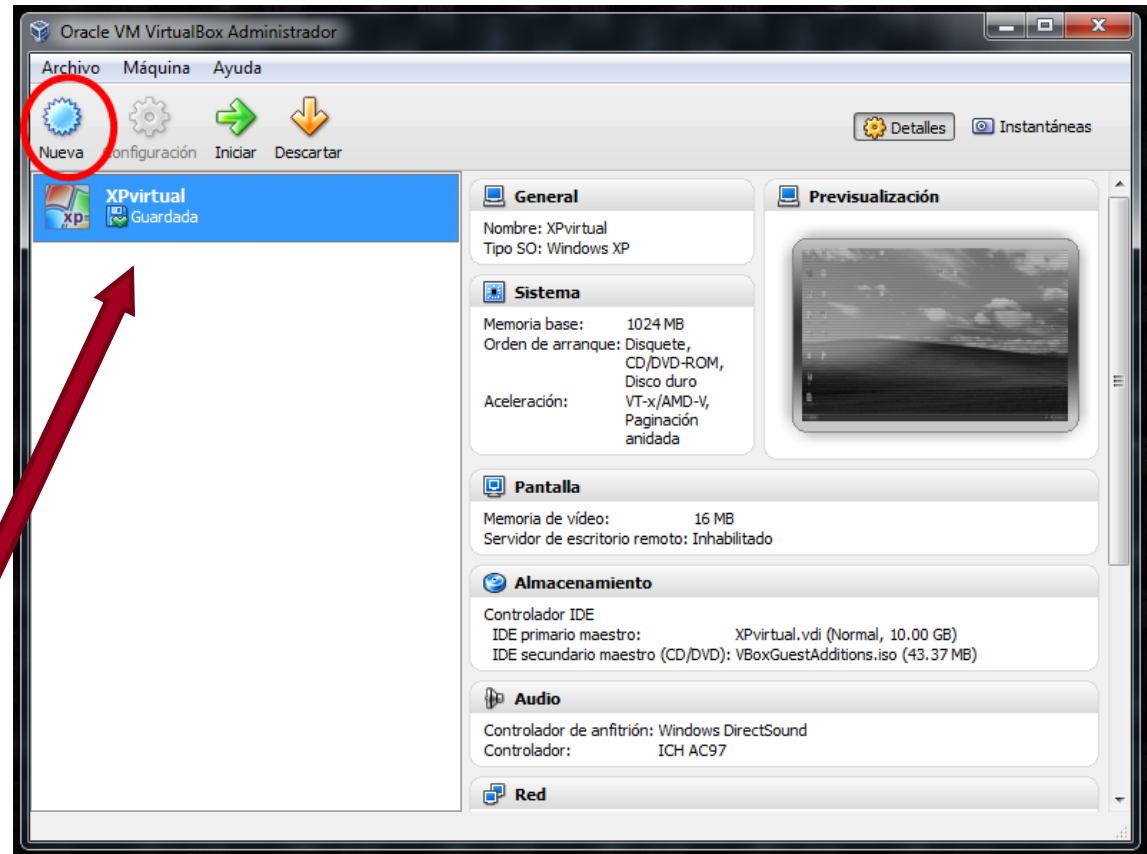 Oracle VM VirtualBox Administrador
Archivo Máquina Ayuda
Nueva Configuración Iniciar Descartar
Detalles Instantáneas
XPvirtual
Guardada
xp
General
Nombre: XPvirtual
Tipo SO: Windows XP
Previsualización
Sistema
Memoria base: 1024 MB
Orden de arranque: Disquete,
CD/DVD-ROM,
Disco duro
Aceleración: VT-x/AMD-V,
Paginación
anidada
Pantalla
Memoria de vídeo: 16 MB
Servidor de escritorio remoto: Inhabilitado
Almacenamiento
Controlador IDE
IDE primario maestro: XPvirtual.vdi (Normal, 10.00 GB)
IDE secundario maestro (CD/DVD): VBoxGuestAdditions.iso (43.37 MB)
Audio
Controlador de anfitrión: Windows DirectSound
Controlador: ICH AC97
Red